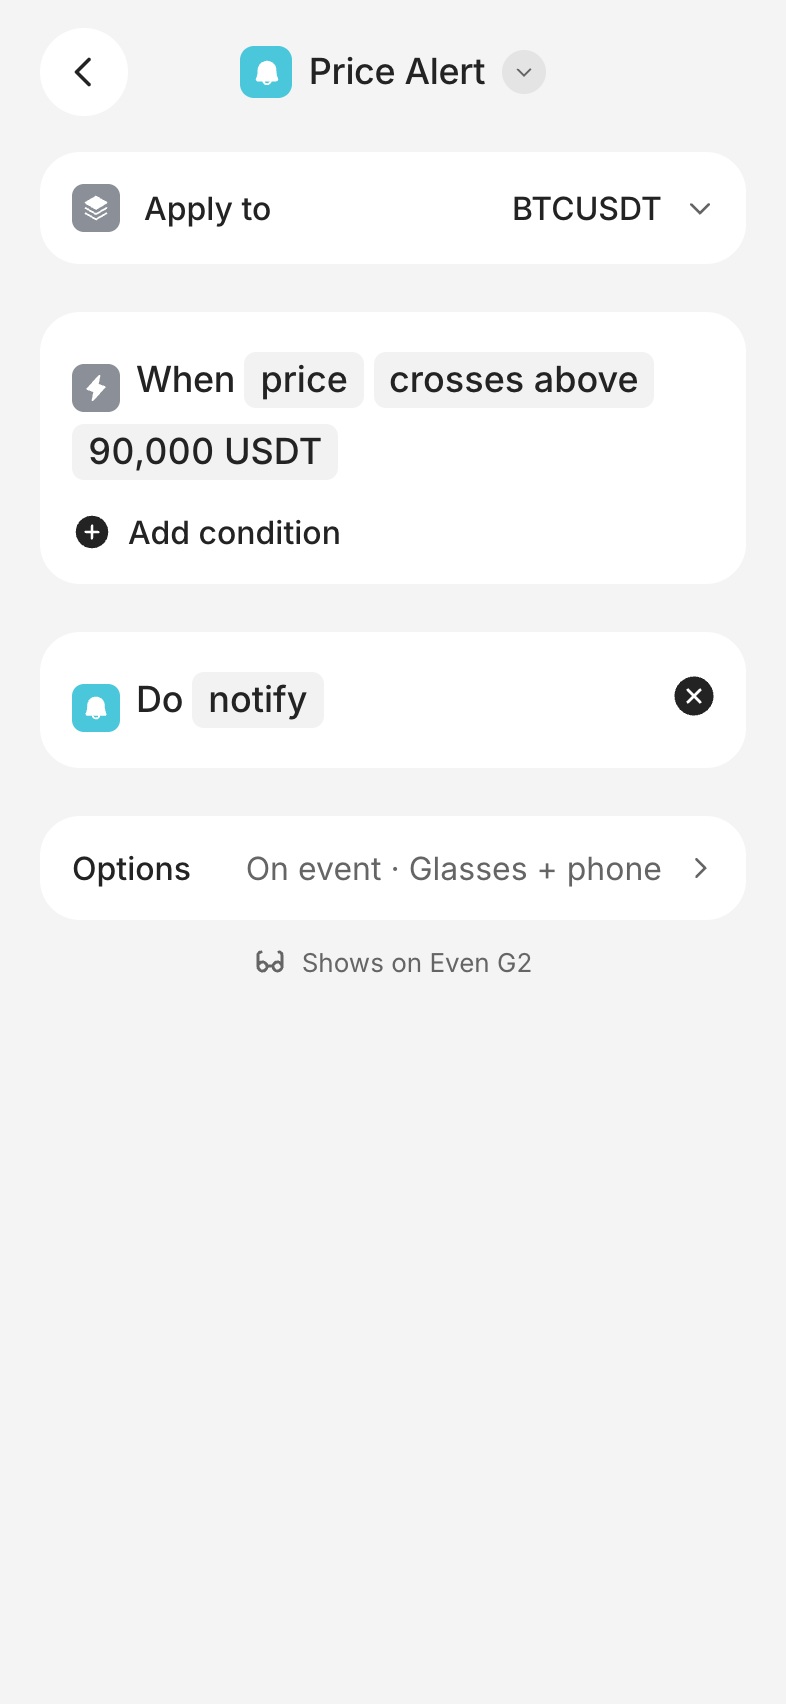 Price Alert
Apply to BTCUSDT
When price crosses above
90,000 USDT
Add condition
Do notify
Options On event · Glasses + phone
Shows on Even G2